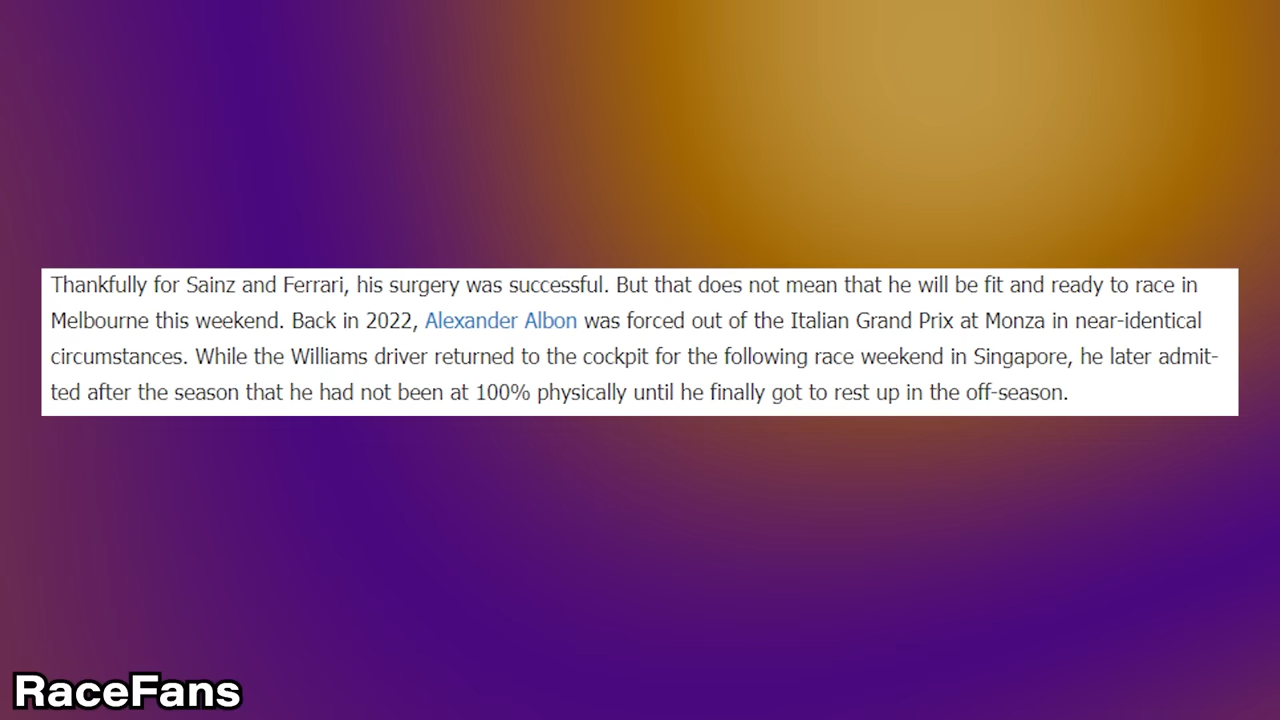 Thankfully for Sainz and Ferrari, his surgery was successful. But that does not mean that he will be fit and ready to race in
Melbourne this weekend. Back in 2022, Alexander Albon was forced out of the Italian Grand Prix at Monza in near-identical
circumstances. While the Williams driver returned to the cockpit for the following race weekend in Singapore, he later admit-
ted after the season that he had not been at 100% physically until he finally got to rest up in the off-season.
RaceFans